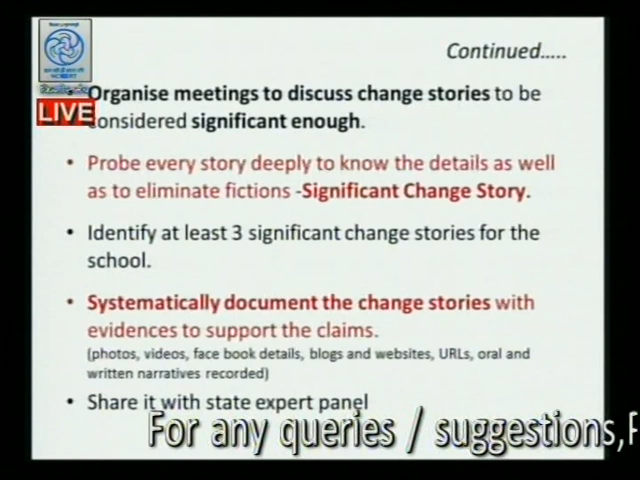 Continued.....
LIVE
Organise meetings to discuss change stories to be
considered significant enough.
• Probe every story deeply to know the details as well
as to eliminate fictions -Significant Change Story.
• Identify at least 3 significant change stories for the
school.
• Systematically document the change stories with
evidences to support the claims.
(photos, videos, face book details, blogs and websites, URLs, oral and
written narratives recorded)
• Share it with state expert panel
For any queries / suggestions,